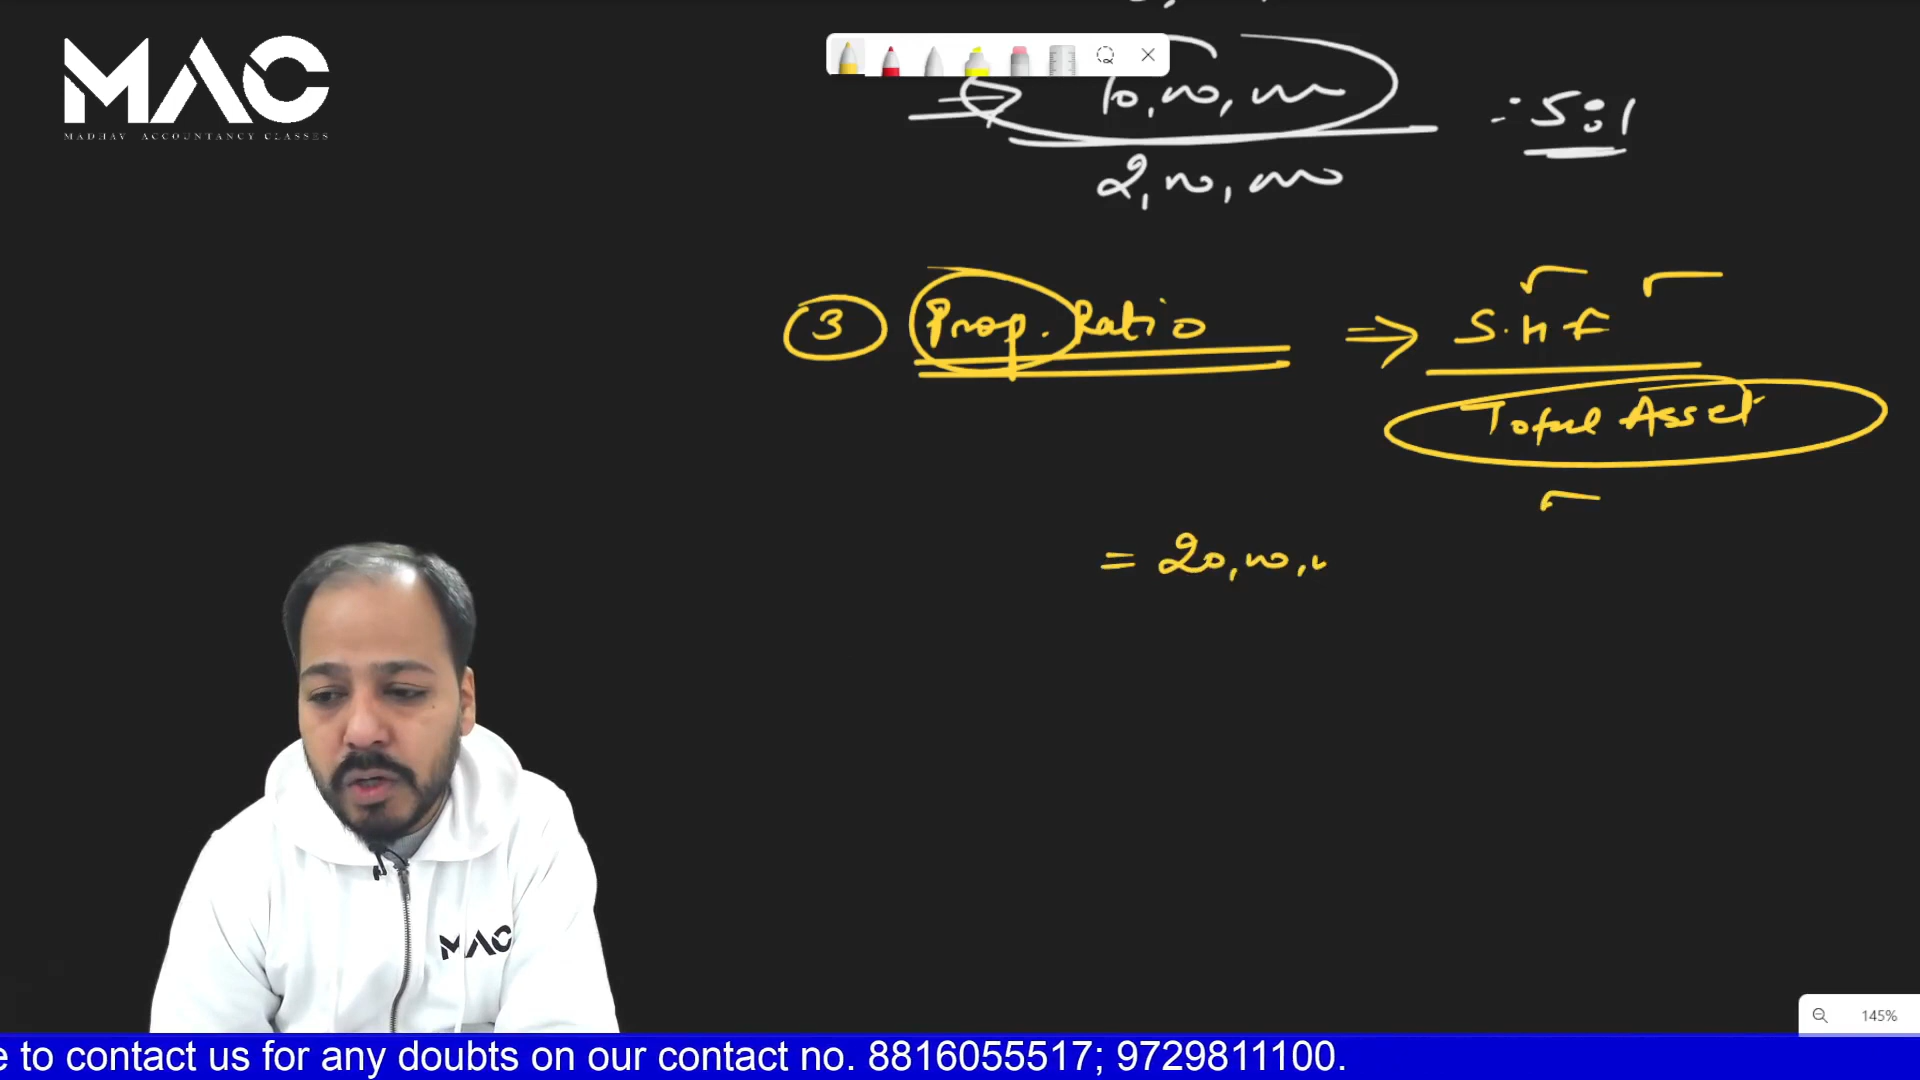 MAC
MADHAV ACCOUNTANCY CLASSES
⇒ 10,00,000
2,00,000
= 5:1
③ Prop. Ratio ⇒ S.H.F
Total Asset
= 20,00,
MAC
145%
e to contact us for any doubts on our contact no. 8816055517; 9729811100.